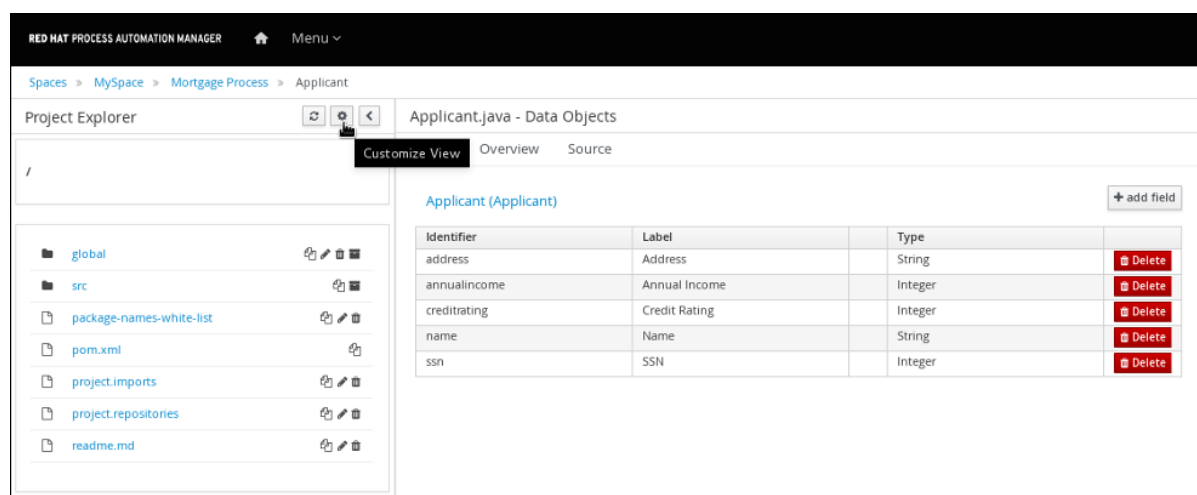 RED HAT PROCESS AUTOMATION MANAGER Menu
Spaces » MySpace » Mortgage Process » Applicant
Project Explorer
Applicant.java - Data Objects
Customize View
Overview Source
/
Applicant (Applicant)
+ add field
Identifier Label Type
address Address String Delete
annualincome Annual Income Integer Delete
creditrating Credit Rating Integer Delete
name Name String Delete
ssn SSN Integer Delete
global
src
package-names-white-list
pom.xml
project.imports
project.repositories
readme.md